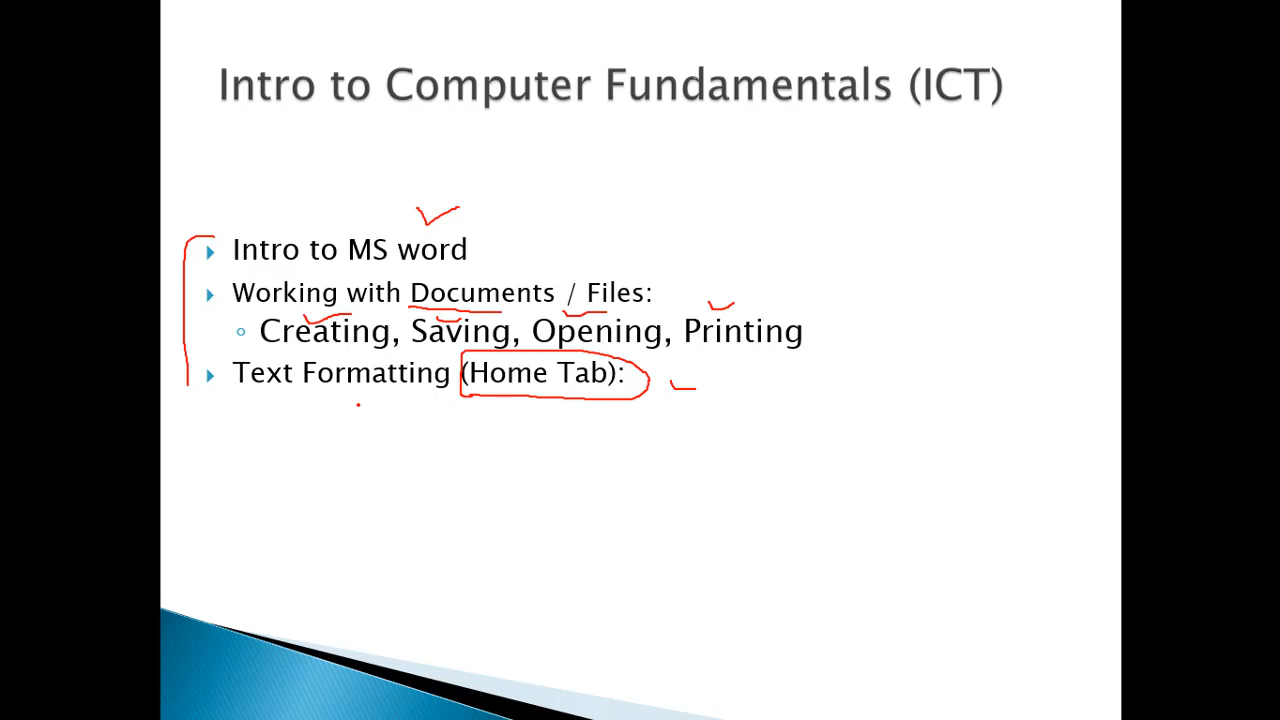 Intro to Computer Fundamentals (ICT)
Intro to MS word
Working with Documents / Files:
Creating, Saving, Opening, Printing
Text Formatting (Home Tab):